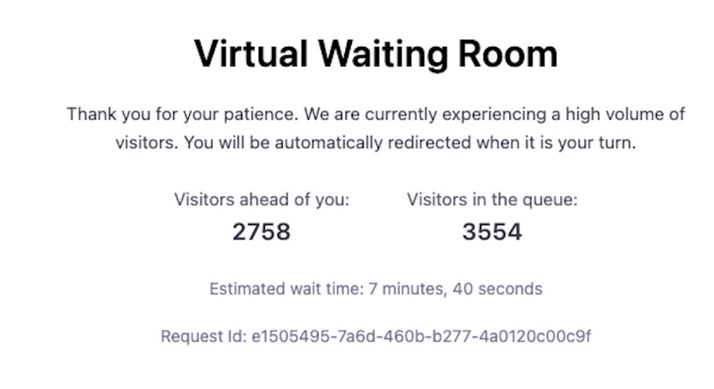 Virtual Waiting Room
Thank you for your patience. We are currently experiencing a high volume of
visitors. You will be automatically redirected when it is your turn.
Visitors ahead of you: Visitors in the queue:
2758 3554
Estimated wait time: 7 minutes, 40 seconds
Request Id: e1505495-7a6d-460b-b277-4a0120c00c9f